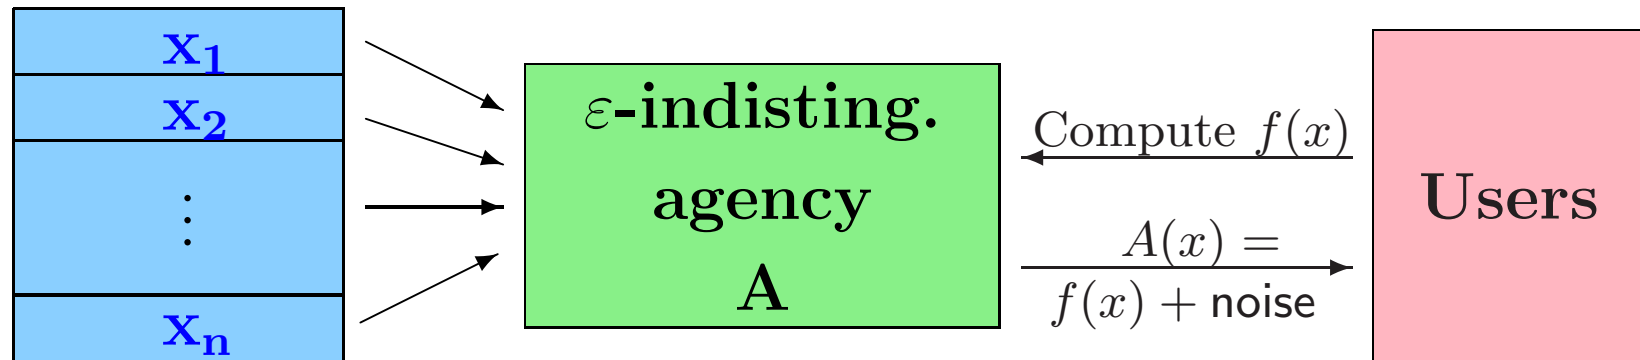 x₁
x₂
⋮
xₙ
ε-indisting.
agency
A
Compute f(x)
A(x) =
f(x) + noise
Users